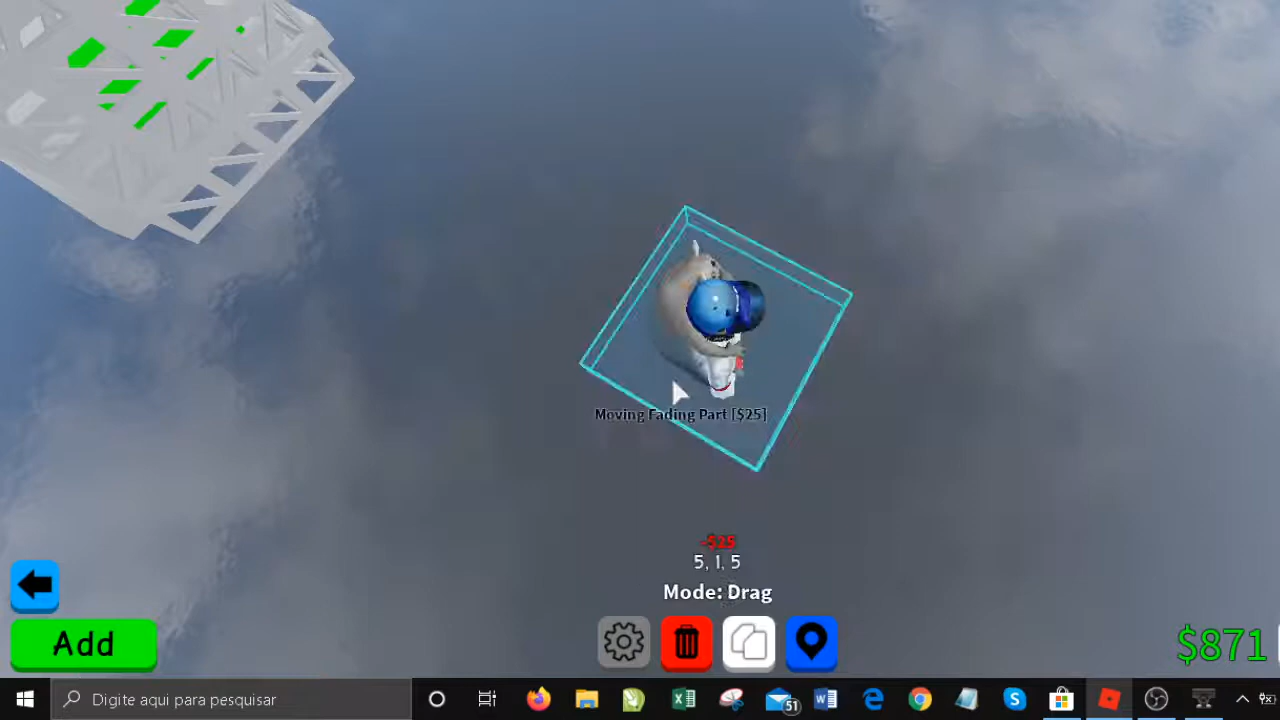 Moving Fading Part [$25]
-$25
5, 1, 5
Mode: Drag
Add
$871
Digite aqui para pesquisar
51